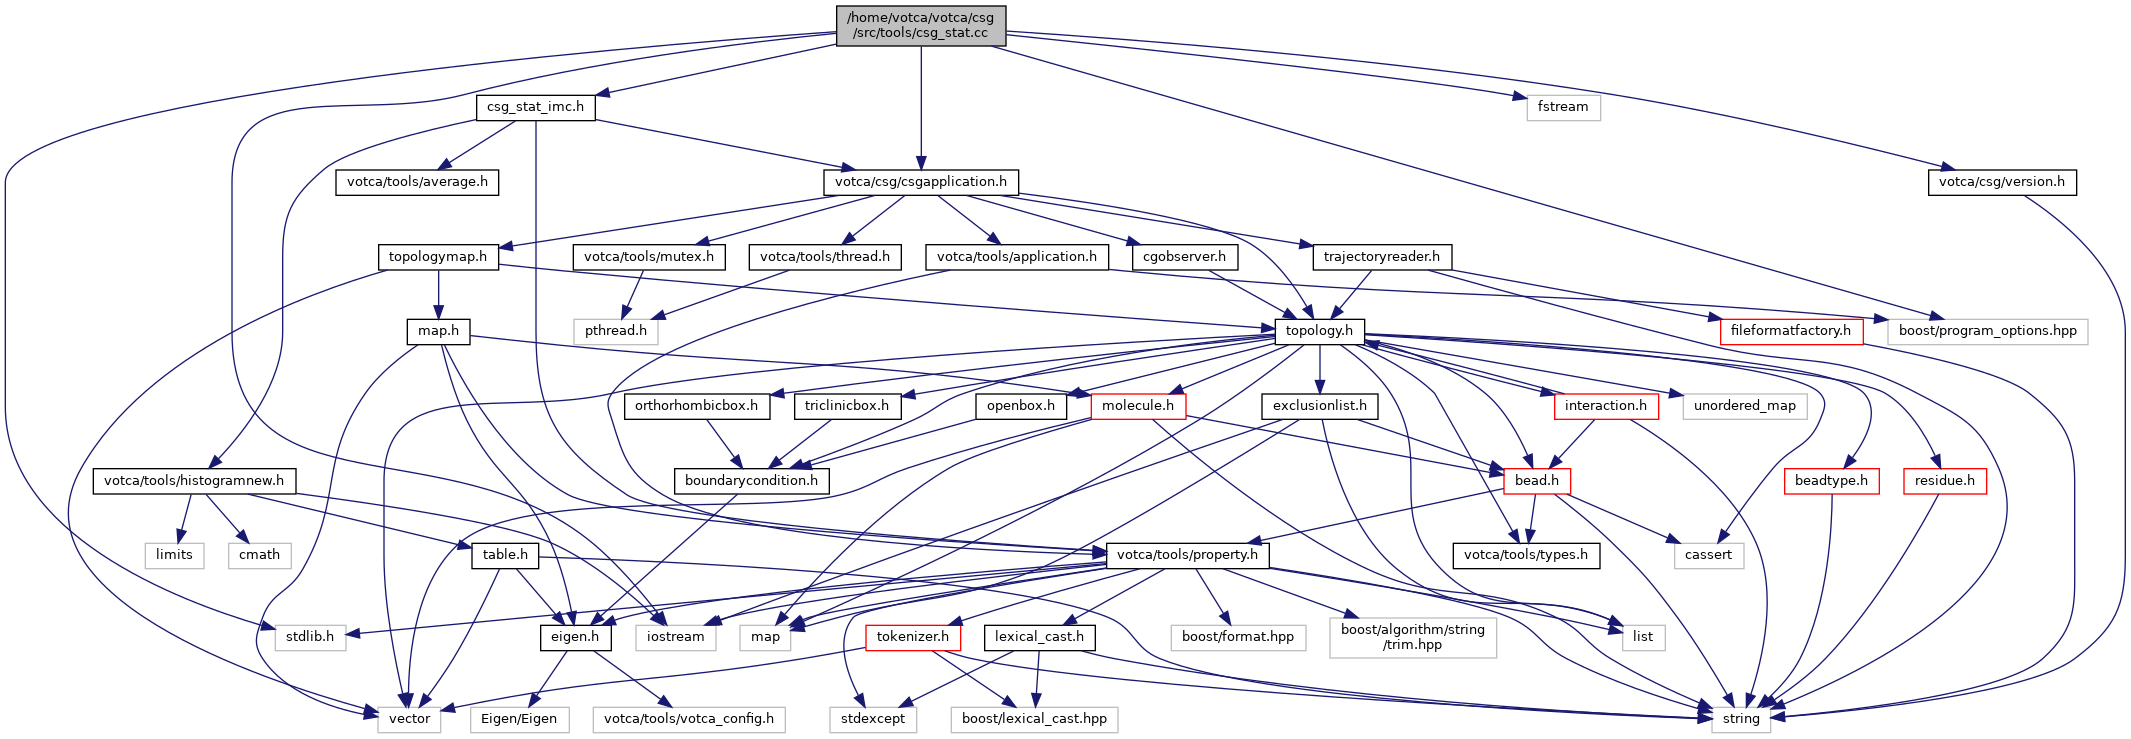 /home/votca/votca/csg
/src/tools/csg_stat.cc
csg_stat_imc.h
fstream
votca/tools/average.h
votca/csg/csgapplication.h
votca/csg/version.h
topologymap.h
votca/tools/mutex.h
votca/tools/thread.h
votca/tools/application.h
cgobserver.h
trajectoryreader.h
map.h
pthread.h
topology.h
fileformatfactory.h
boost/program_options.hpp
orthorhombicbox.h
triclinicbox.h
openbox.h
molecule.h
exclusionlist.h
interaction.h
unordered_map
votca/tools/histogramnew.h
boundarycondition.h
bead.h
beadtype.h
residue.h
limits
cmath
table.h
votca/tools/property.h
votca/tools/types.h
cassert
stdlib.h
eigen.h
iostream
map
tokenizer.h
lexical_cast.h
boost/format.hpp
boost/algorithm/string
/trim.hpp
list
vector
Eigen/Eigen
votca/tools/votca_config.h
stdexcept
boost/lexical_cast.hpp
string